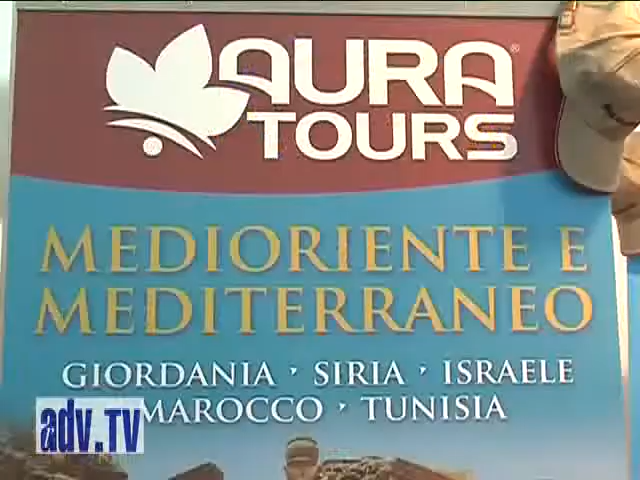 AURA®
TOURS
MEDIORIENTE E
MEDITERRANEO
GIORDANIA · SIRIA · ISRAELE
MAROCCO · TUNISIA
adv.TV